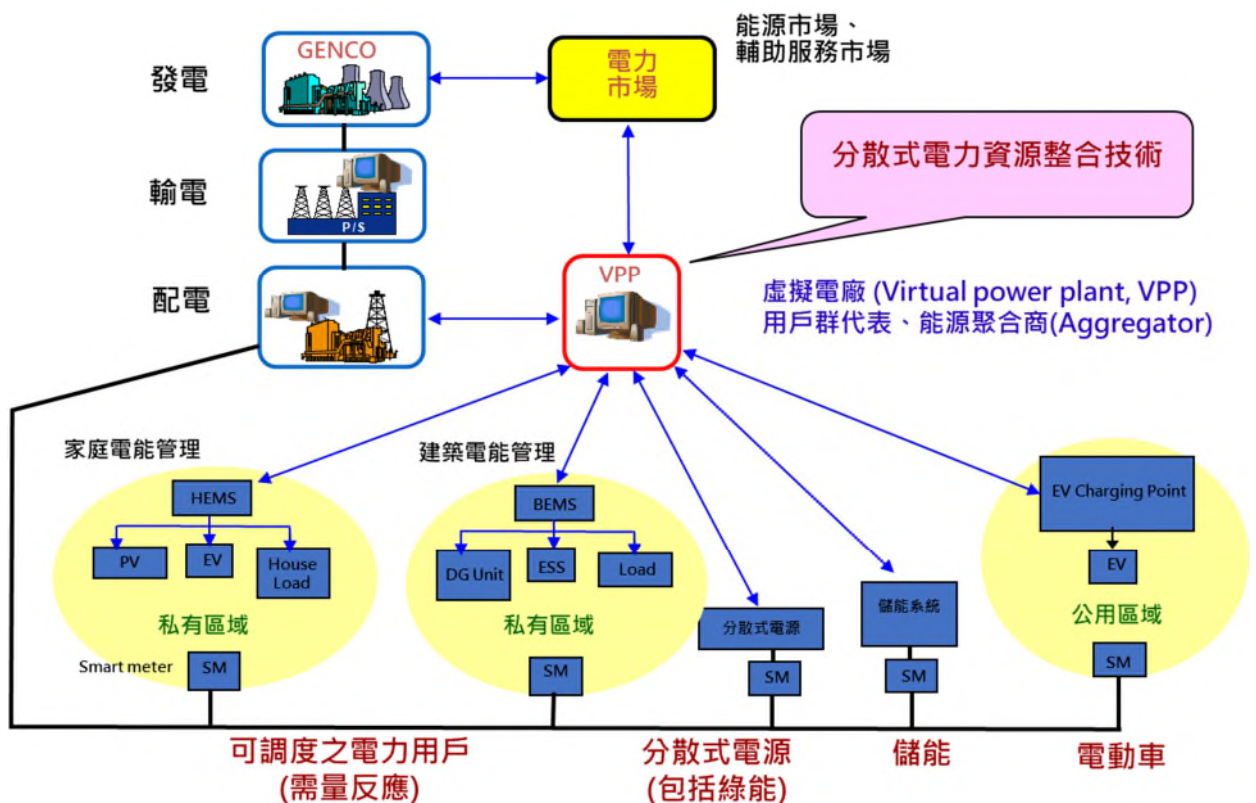 發電
GENCO
電力
市場
能源市場、
輔助服務市場
輸電
P/S
分散式電力資源整合技術
配電
VPP
虛擬電廠 (Virtual power plant, VPP)
用戶群代表、能源聚合商(Aggregator)
家庭電能管理
HEMS
PV
EV
House
Load
私有區域
Smart meter
SM
建築電能管理
BEMS
DG Unit
ESS
Load
私有區域
SM
分散式電源
SM
儲能系統
SM
EV Charging Point
EV
公用區域
SM
可調度之電力用戶
(需量反應)
分散式電源
(包括綠能)
儲能
電動車